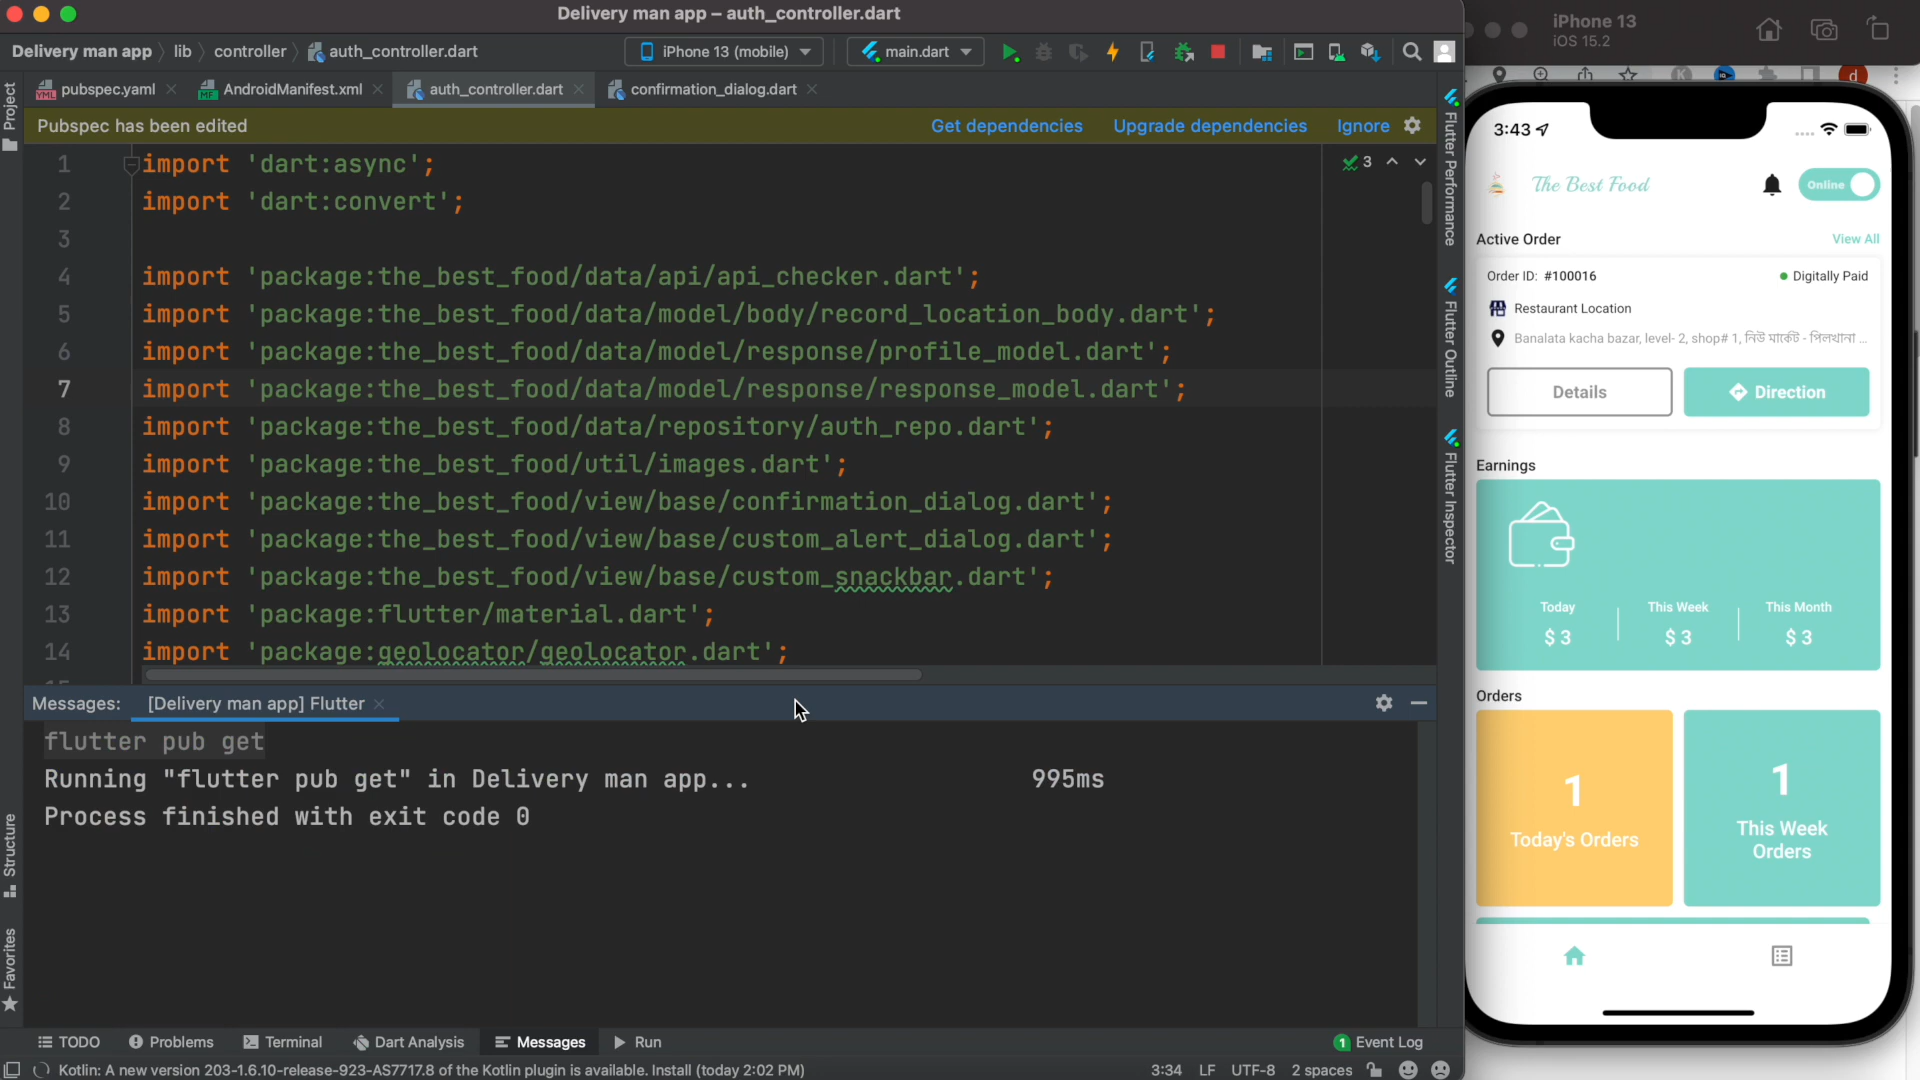 Delivery man app – auth_controller.dart
Delivery man app lib controller auth_controller.dart
iPhone 13 (mobile) main.dart
pubspec.yaml AndroidManifest.xml auth_controller.dart confirmation_dialog.dart
Pubspec has been edited Get dependencies Upgrade dependencies Ignore
Project
Structure
Favorites
3
1 import 'dart:async';
2 import 'dart:convert';
3
4 import 'package:the_best_food/data/api/api_checker.dart';
5 import 'package:the_best_food/data/model/body/record_location_body.dart';
6 import 'package:the_best_food/data/model/response/profile_model.dart';
7 import 'package:the_best_food/data/model/response/response_model.dart';
8 import 'package:the_best_food/data/repository/auth_repo.dart';
9 import 'package:the_best_food/util/images.dart';
10 import 'package:the_best_food/view/base/confirmation_dialog.dart';
11 import 'package:the_best_food/view/base/custom_alert_dialog.dart';
12 import 'package:the_best_food/view/base/custom_snackbar.dart';
13 import 'package:flutter/material.dart';
14 import 'package:geolocator/geolocator.dart';
Flutter Performance
Flutter Outline
Flutter Inspector
Messages: [Delivery man app] Flutter
flutter pub get
Running "flutter pub get" in Delivery man app... 995ms
Process finished with exit code 0
TODO Problems Terminal Dart Analysis Messages Run 1 Event Log
Kotlin: A new version 203-1.6.10-release-923-AS7717.8 of the Kotlin plugin is available. Install (today 2:02 PM) 3:34 LF UTF-8 2 spaces
iPhone 13
iOS 15.2
K
d
3:43
The Best Food Online
Active Order View All
Order ID: #100016 Digitally Paid
Restaurant Location
Banalata kacha bazar, level- 2, shop# 1, নিউ মার্কেট - পিলখানা ...
Details Direction
Earnings
Today This Week This Month
$ 3 $ 3 $ 3
Orders
1 1
Today's Orders This Week
Orders